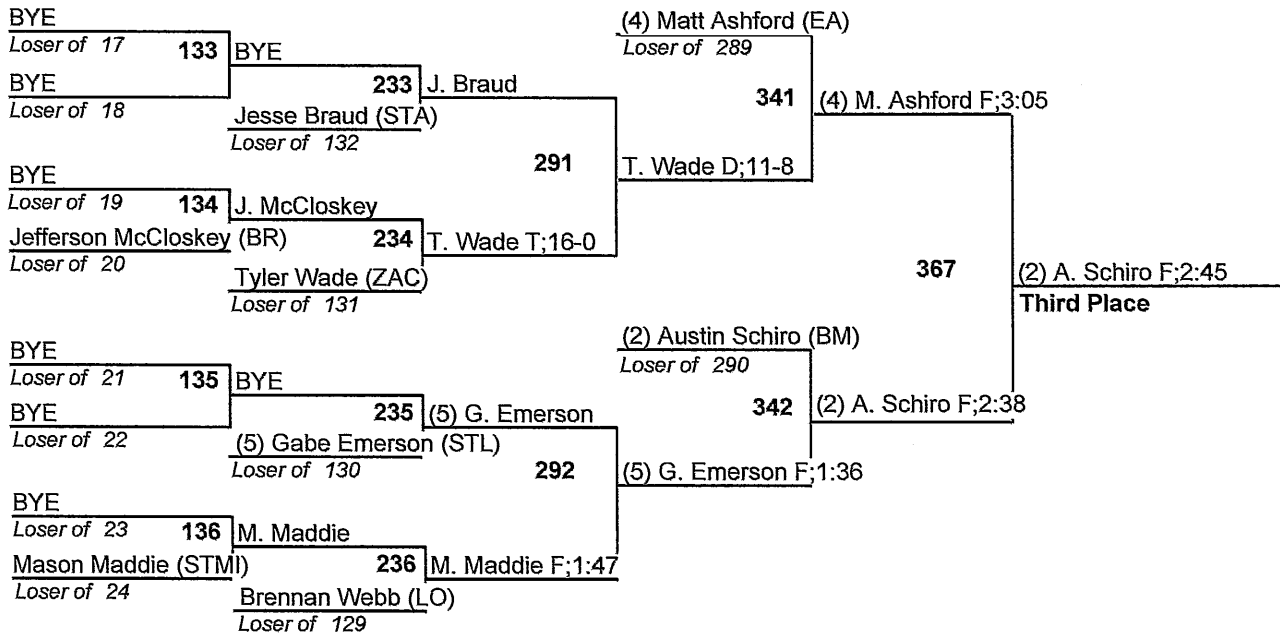 BYE
Loser of 17
133
BYE
BYE
Loser of 18
233
J. Braud
Jesse Braud (STA)
Loser of 132
BYE
Loser of 19
134
J. McCloskey
Jefferson McCloskey (BR)
Loser of 20
234
T. Wade T;16-0
Tyler Wade (ZAC)
Loser of 131
291
T. Wade D;11-8
(4) Matt Ashford (EA)
Loser of 289
341
(4) M. Ashford F;3:05
BYE
Loser of 21
135
BYE
BYE
Loser of 22
235
(5) G. Emerson
(5) Gabe Emerson (STL)
Loser of 130
BYE
Loser of 23
136
M. Maddie
Mason Maddie (STMI)
Loser of 24
236
M. Maddie F;1:47
Brennan Webb (LO)
Loser of 129
292
(5) G. Emerson F;1:36
(2) Austin Schiro (BM)
Loser of 290
342
(2) A. Schiro F;2:38
367
(2) A. Schiro F;2:45
Third Place